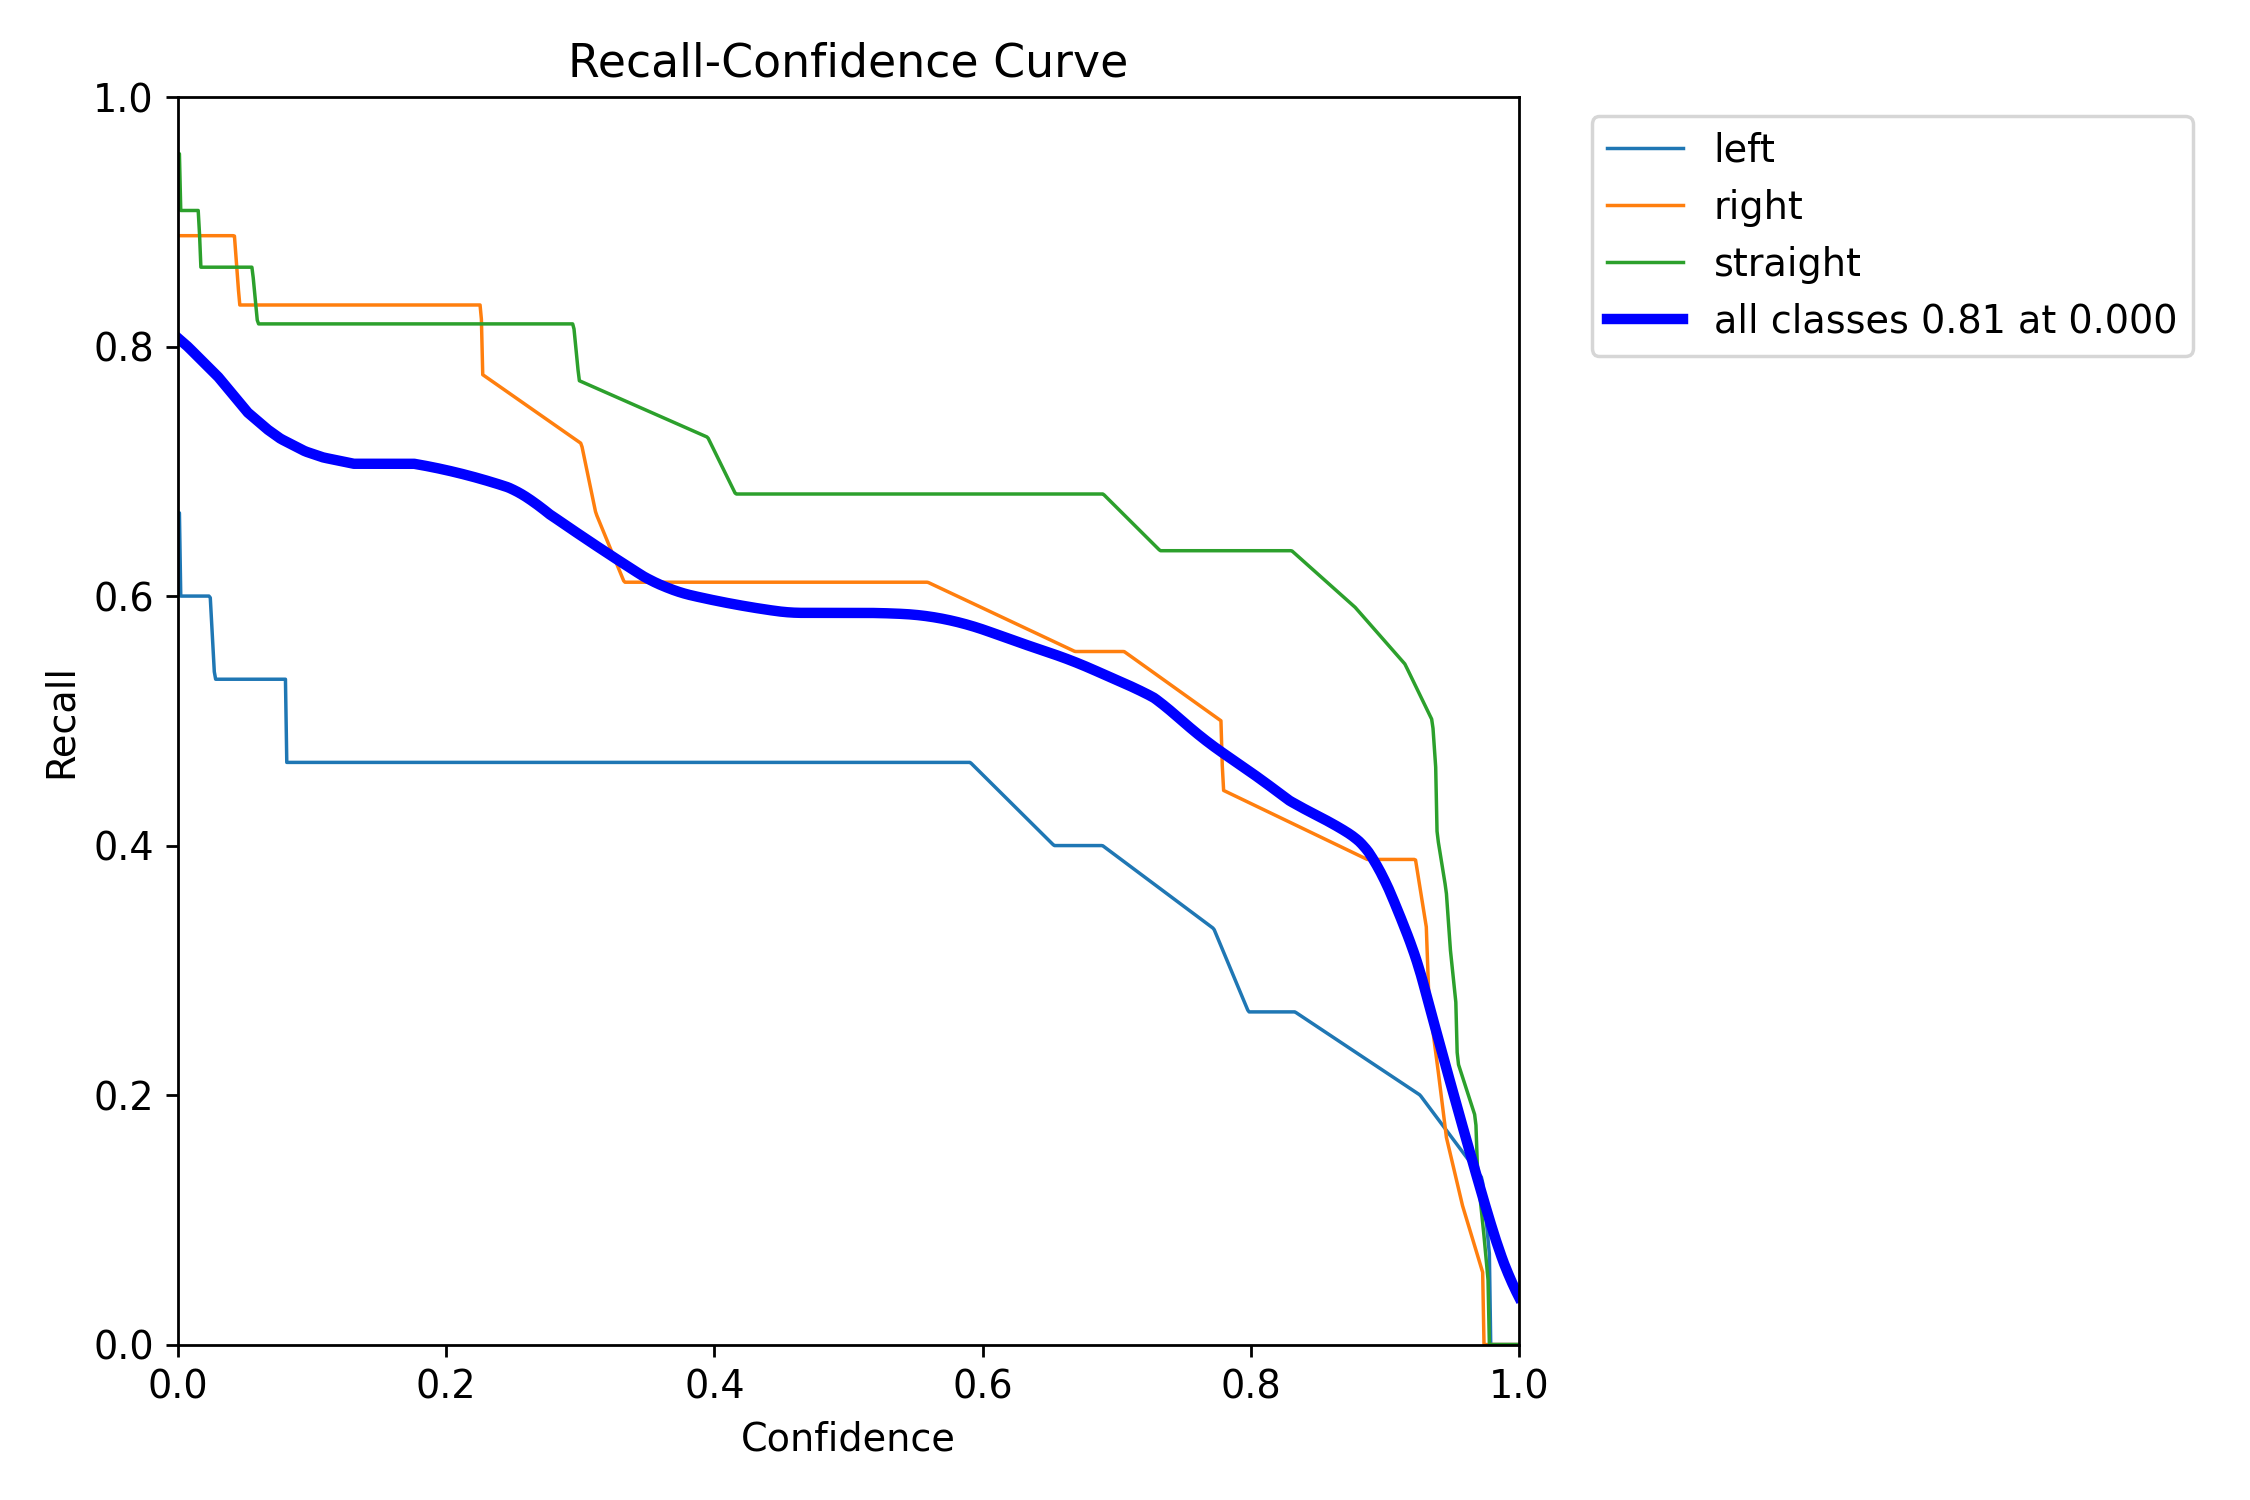 Recall-Confidence Curve
1.0
0.8
0.6
0.4
0.2
0.0
Recall
0.0 0.2 0.4 0.6 0.8 1.0
Confidence
left
right
straight
all classes 0.81 at 0.000